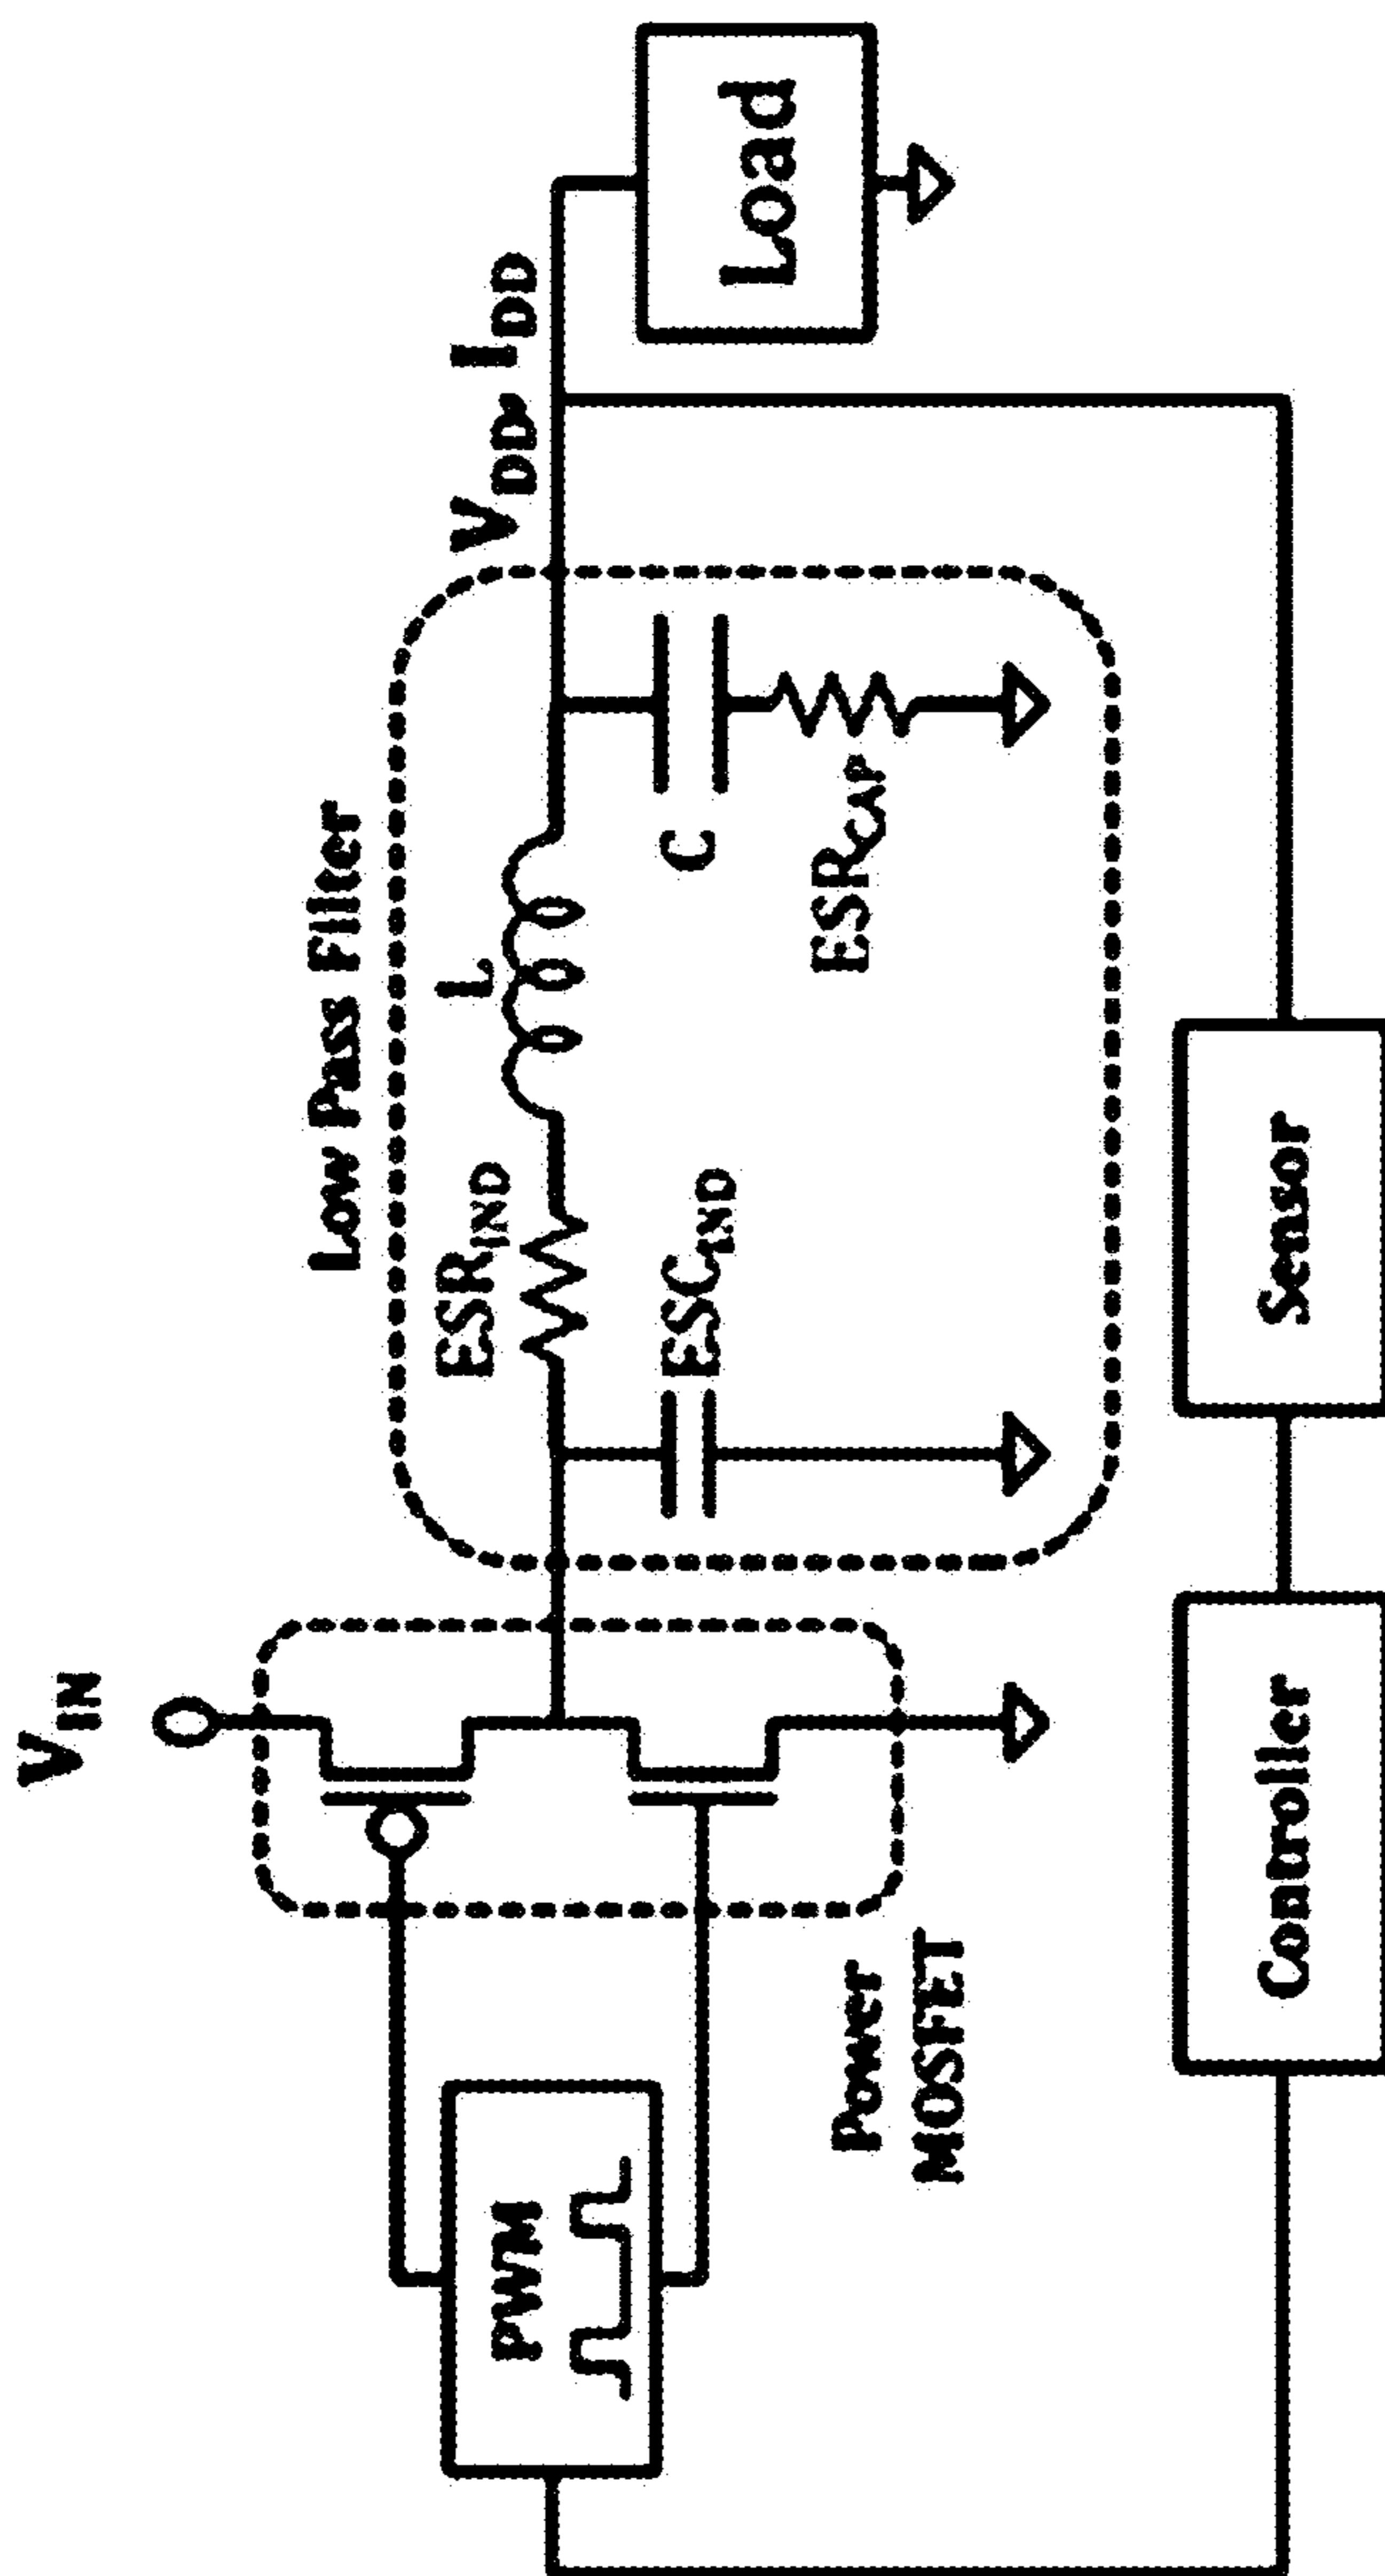 V_IN
Low Pass Filter
V_DD, I_DD
ESR_IND
L
PWM
ESC_IND
C
Load
ESR_CAP
Power
MOSFET
Controller
Sensor